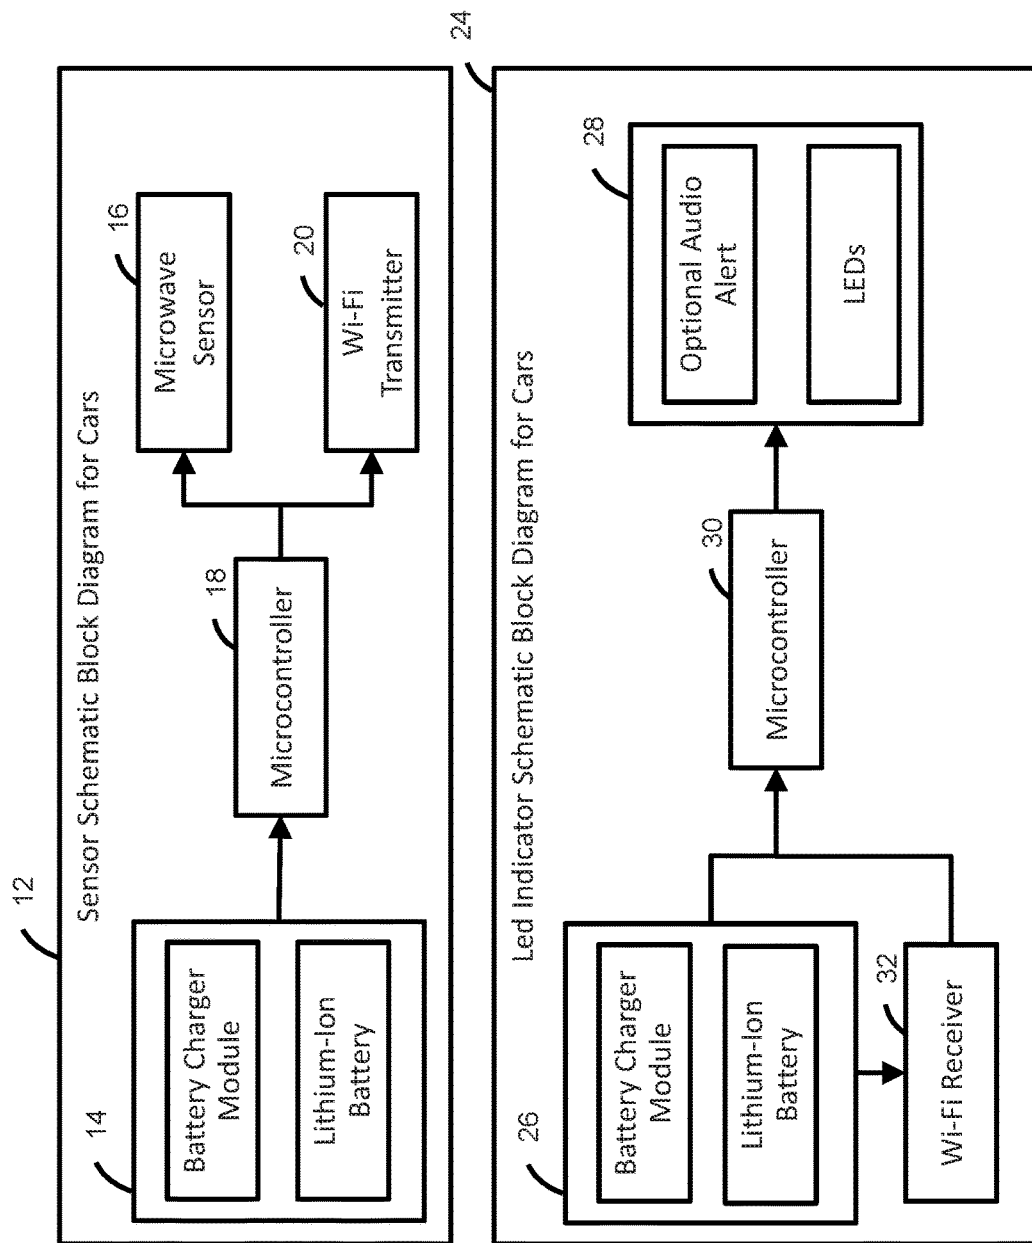 12
Sensor Schematic Block Diagram for Cars
14
Battery Charger
Module
Lithium-Ion
Battery
18
Microcontroller
16
Microwave
Sensor
20
Wi-Fi
Transmitter
24
Led Indicator Schematic Block Diagram for Cars
26
Battery Charger
Module
Lithium-Ion
Battery
32
Wi-Fi Receiver
30
Microcontroller
28
Optional Audio
Alert
LEDs